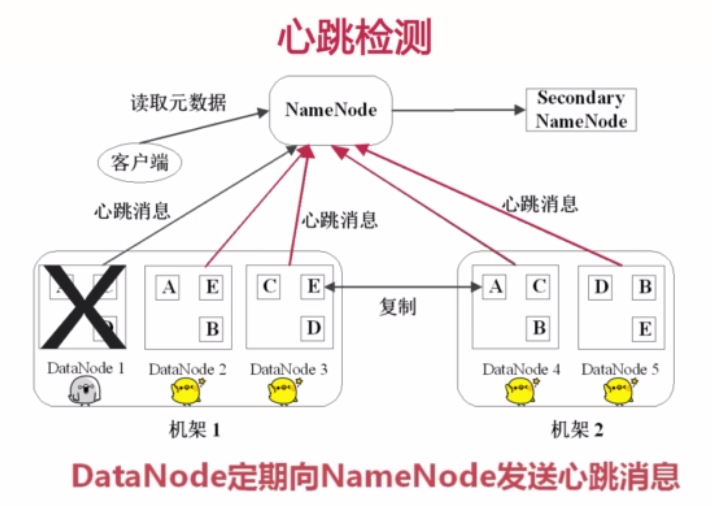 心跳检测
读取元数据
NameNode
Secondary
NameNode
客户端
心跳消息
心跳消息
心跳消息
A C
D
A E
B
C E
D
复制
A C
B
D B
E
DataNode 1
DataNode 2
DataNode 3
DataNode 4
DataNode 5
机架 1
机架 2
DataNode定期向NameNode发送心跳消息